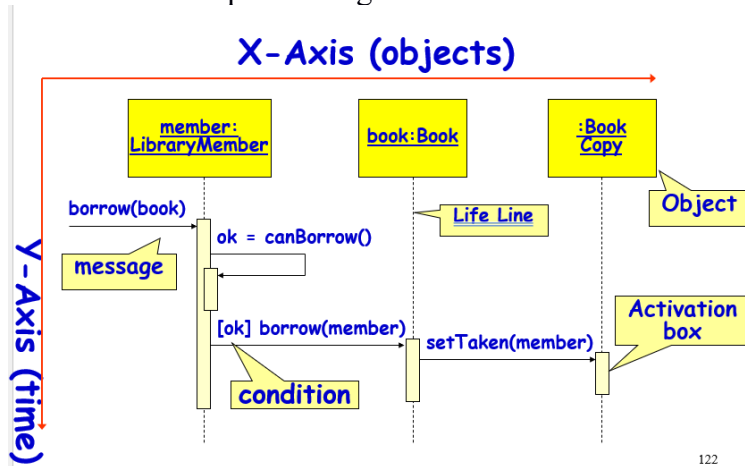 X-Axis (objects)
member:
LibraryMember
book:Book
:Book
Copy
Object
borrow(book)
Life Line
ok = canBorrow()
message
Y-Axis (time)
[ok] borrow(member)
setTaken(member)
Activation
box
condition
122